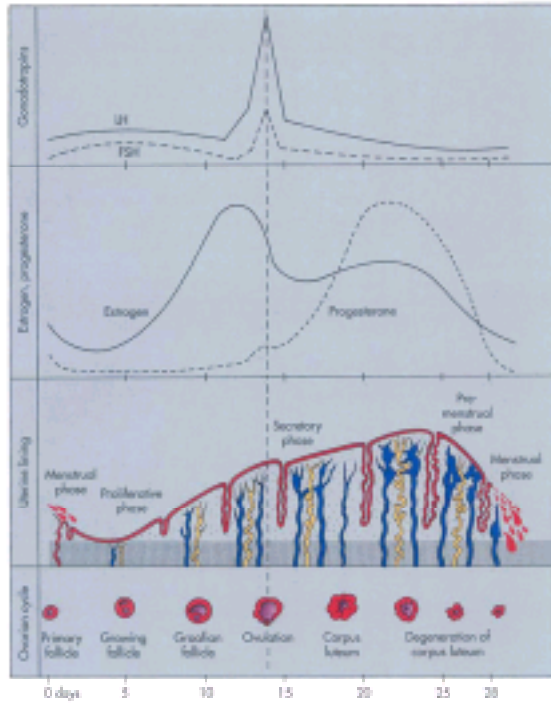 Gonadotropins
LH
FSH
Estrogen, progesterone
Estrogen
Progesterone
Uterine lining
Menstrual
phase
Proliferative phase
Secretory
phase
Pre-
menstrual
phase
Menstrual
phase
Ovarian cycle
Primary
follicle
Growing
follicle
Graafian
follicle
Ovulation
Corpus
luteum
Degeneration of
corpus luteum
0 days
5
10
15
20
25
28